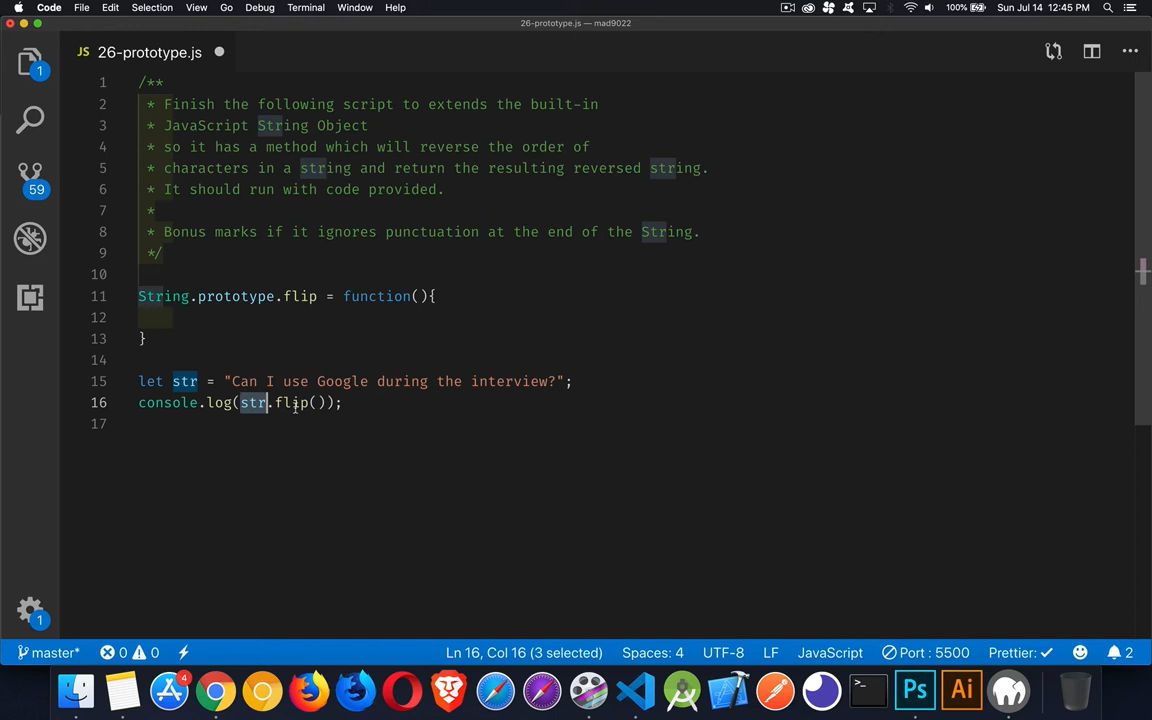 Code File Edit Selection View Go Debug Terminal Window Help 100% Sun Jul 14 12:45 PM
26-prototype.js — mad9022
JS 26-prototype.js
1
59
1
1 /**
2 * Finish the following script to extends the built-in
3 * JavaScript String Object
4 * so it has a method which will reverse the order of
5 * characters in a string and return the resulting reversed string.
6 * It should run with code provided.
7 *
8 * Bonus marks if it ignores punctuation at the end of the String.
9 */
10
11 String.prototype.flip = function(){
12
13 }
14
15 let str = "Can I use Google during the interview?";
16 console.log(str.flip());
17
master* 0 0 Ln 16, Col 16 (3 selected) Spaces: 4 UTF-8 LF JavaScript Port : 5500 Prettier: 2
4 >_ Ps Ai